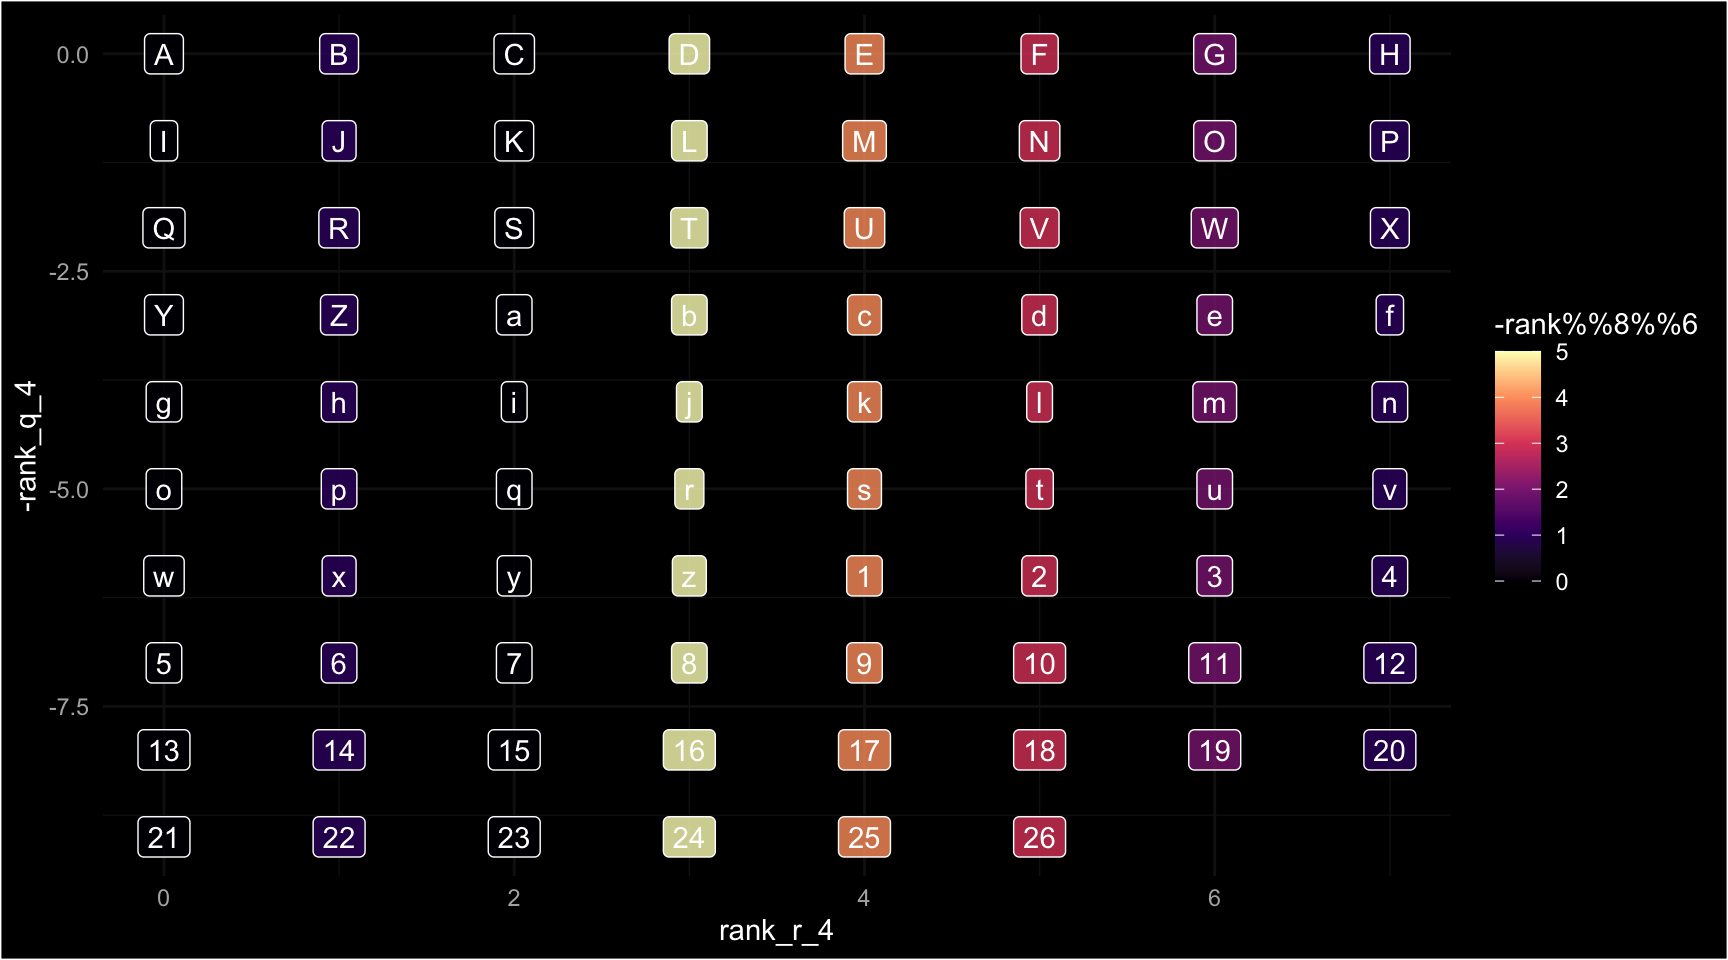 0.0 A B C D E F G H
I J K L M N O P
Q R S T U V W X
-2.5
Y Z a b c d e f
-rank%%8%%6
5
4
3
2
1
0
g h i j k l m n
-rank_q_4
-5.0 o p q r s t u v
w x y z 1 2 3 4
5 6 7 8 9 10 11 12
-7.5
13 14 15 16 17 18 19 20
21 22 23 24 25 26
0 2 4 6
rank_r_4